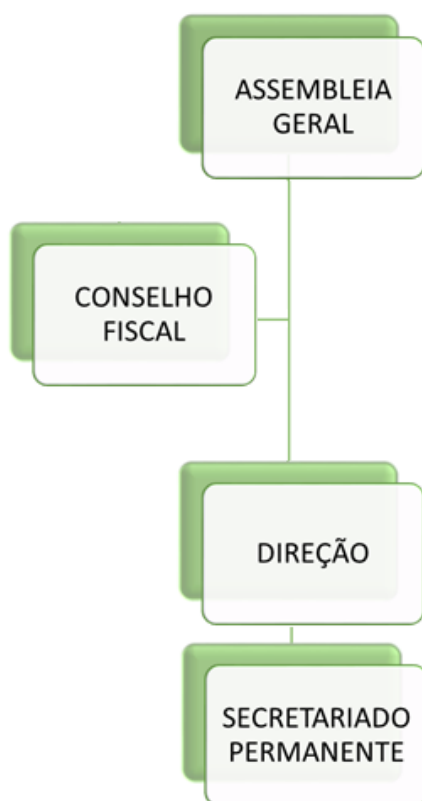 ASSEMBLEIA
GERAL
CONSELHO
FISCAL
DIREÇÃO
SECRETARIADO
PERMANENTE